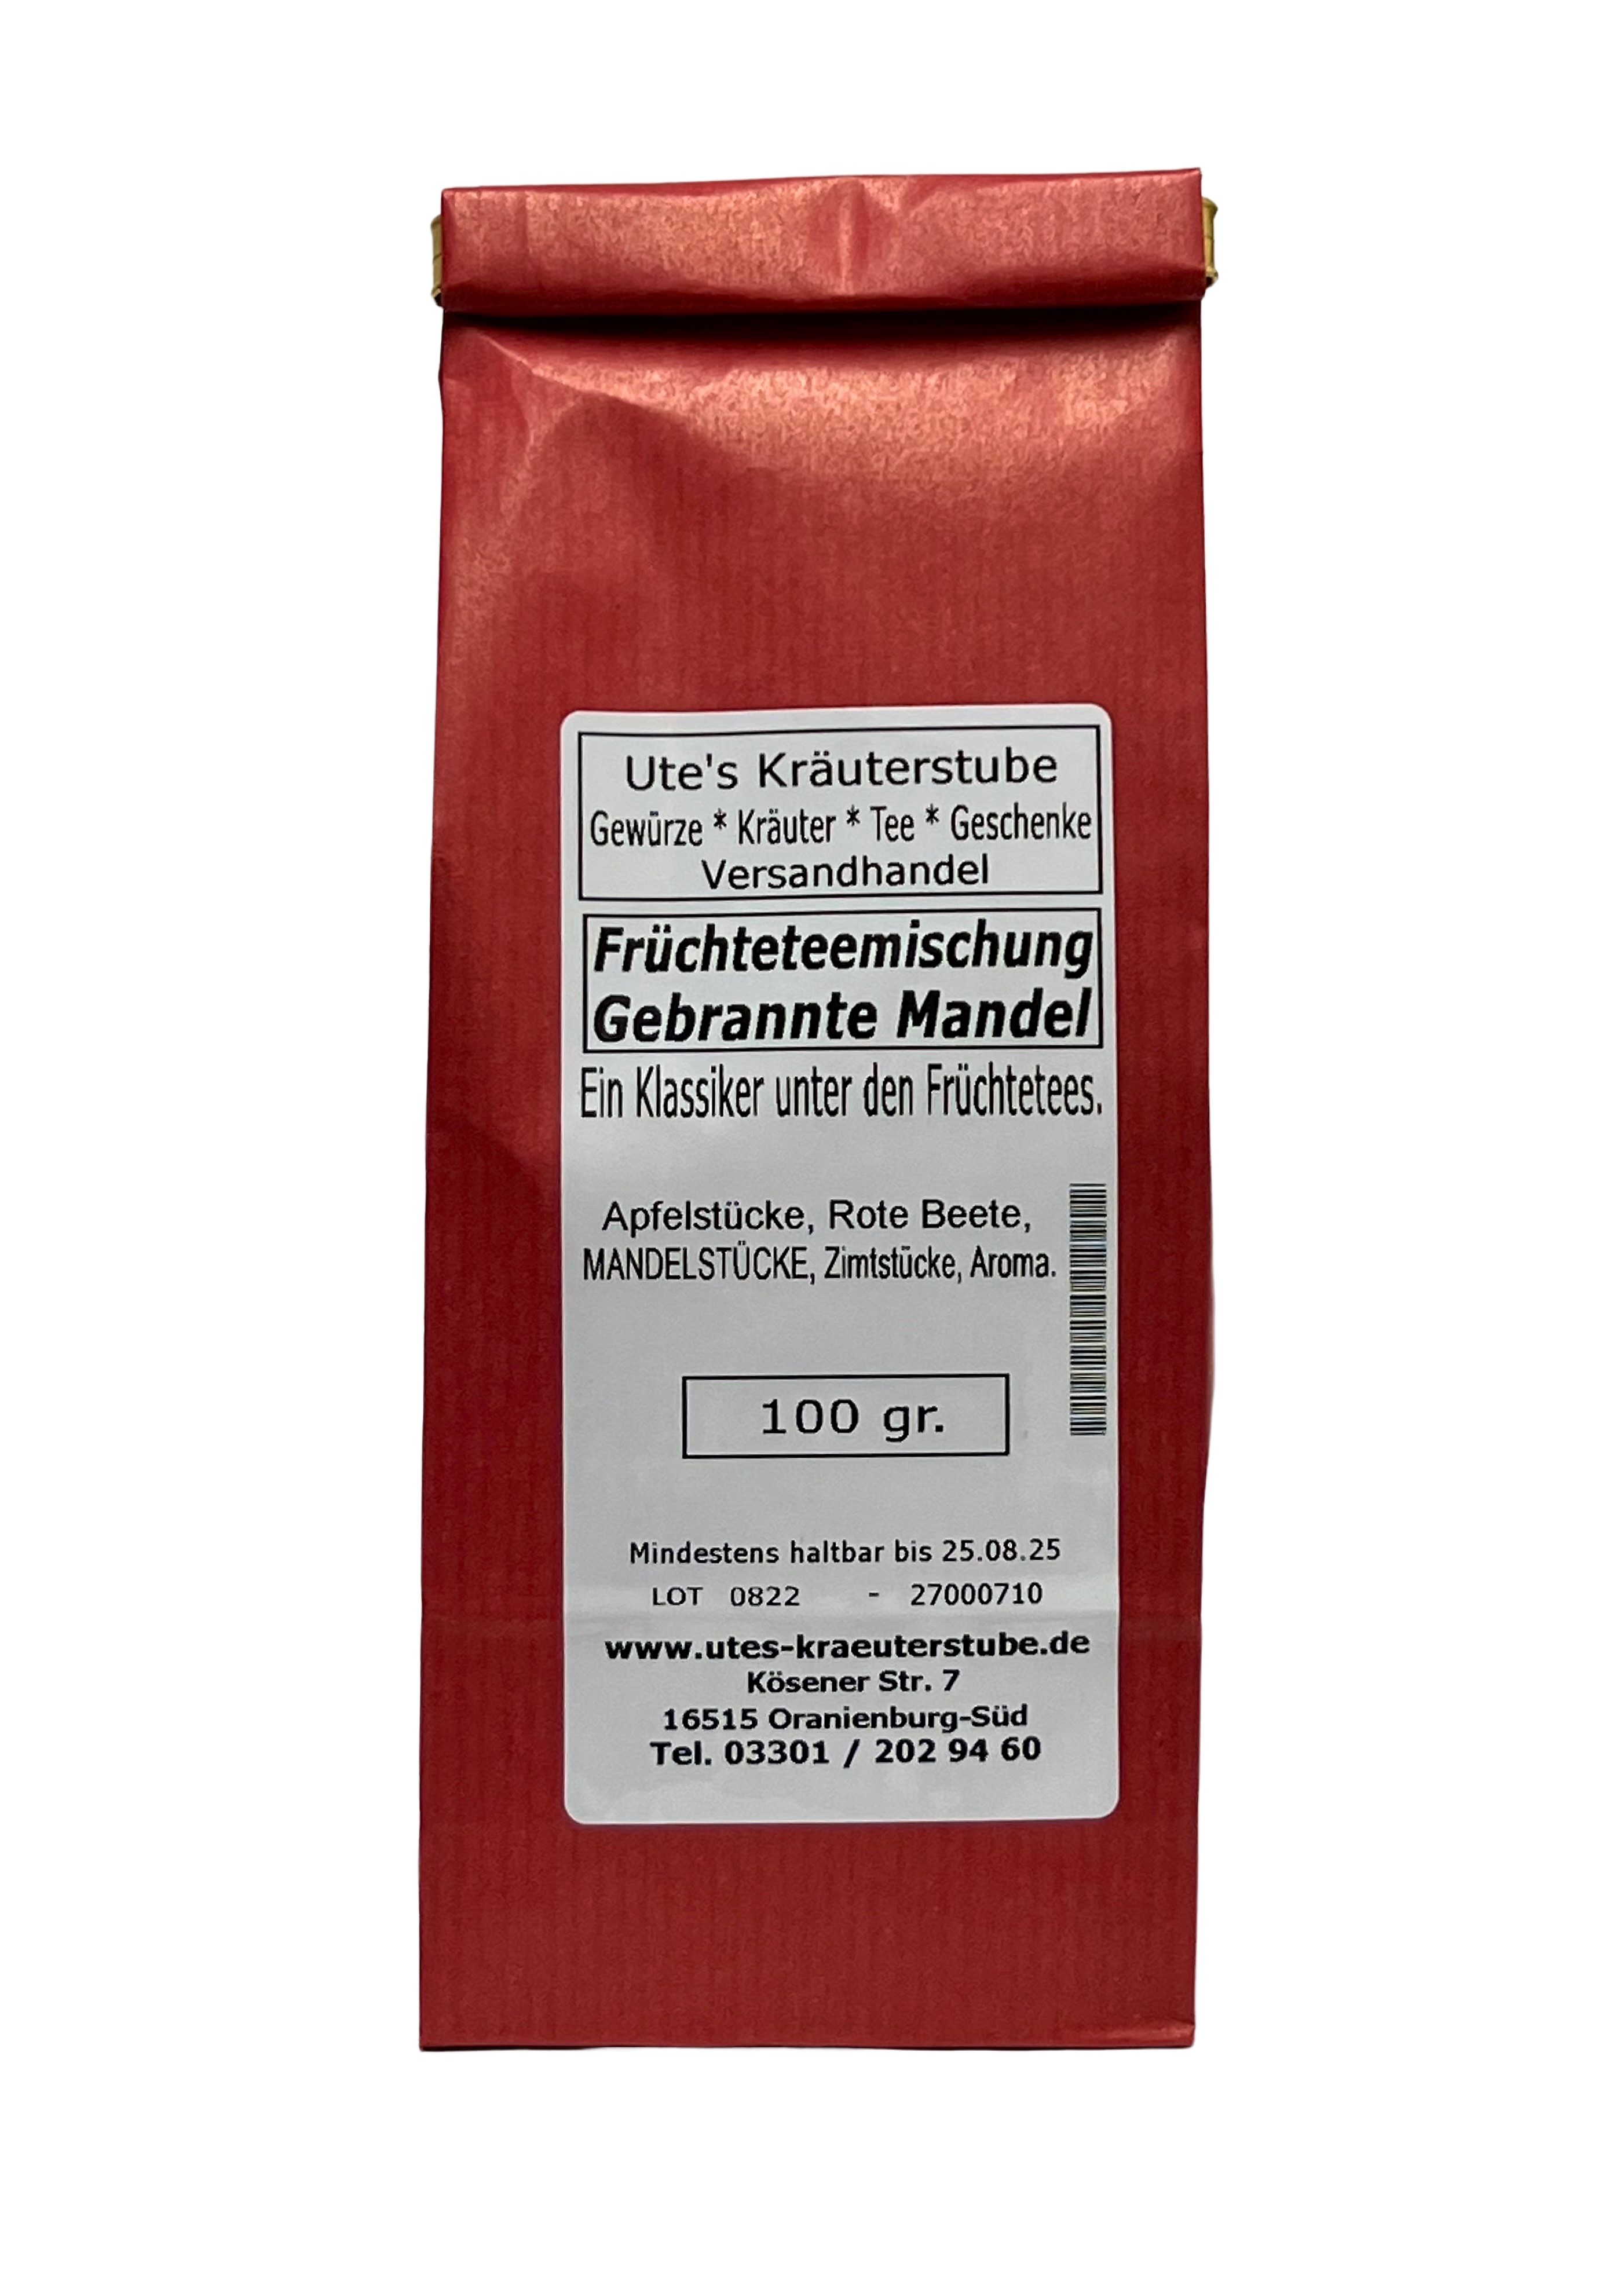 Ute's Kräuterstube
Gewürze * Kräuter * Tee * Geschenke
Versandhandel
Früchteteemischung
Gebrannte Mandel
Ein Klassiker unter den Früchtetees.
Apfelstücke, Rote Beete,
MANDELSTÜCKE, Zimtstücke, Aroma.
100 gr.
Mindestens haltbar bis 25.08.25
LOT 0822 - 27000710
www.utes-kraeuterstube.de
Kösener Str. 7
16515 Oranienburg-Süd
Tel. 03301 / 202 94 60